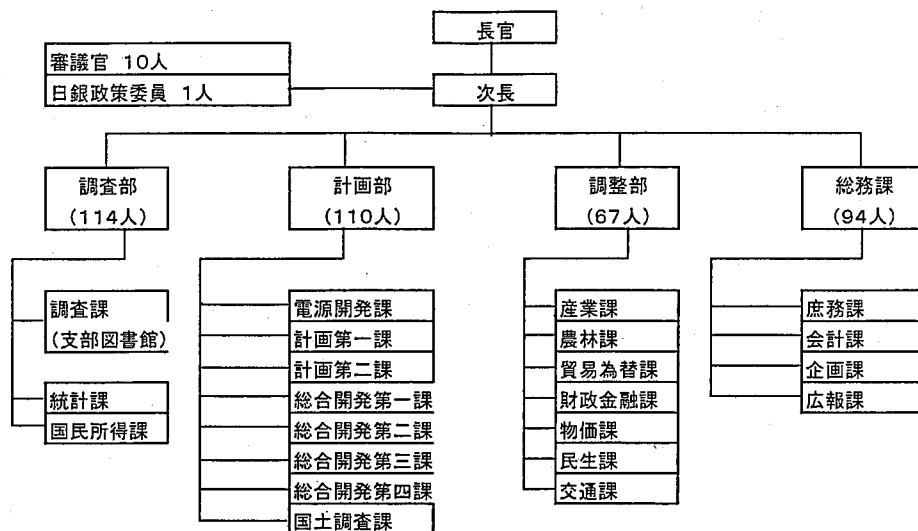 長官
審議官 10人
日銀政策委員 1人
次長
調査部
(114人)
計画部
(110人)
調整部
(67人)
総務課
(94人)
調査課
(支部図書館)
統計課
国民所得課
電源開発課
計画第一課
計画第二課
総合開発第一課
総合開発第二課
総合開発第三課
総合開発第四課
国土調査課
産業課
農林課
貿易為替課
財政金融課
物価課
民生課
交通課
庶務課
会計課
企画課
広報課